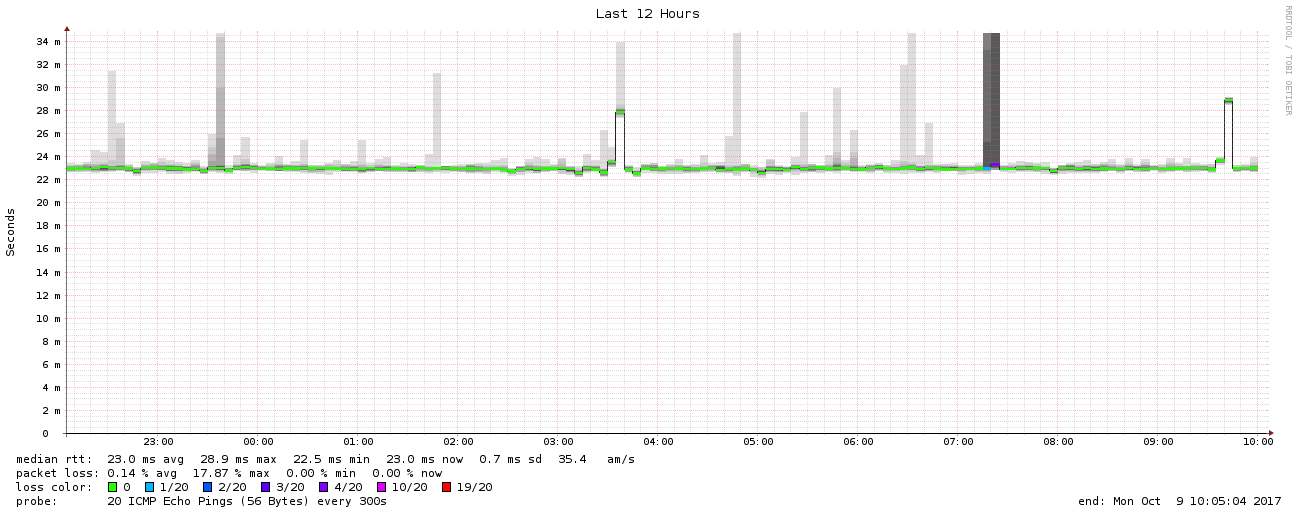 Last 12 Hours
RRDTOOL / TOBI OETIKER
Seconds
34 m
32 m
30 m
28 m
26 m
24 m
22 m
20 m
18 m
16 m
14 m
12 m
10 m
8 m
6 m
4 m
2 m
0
23:00 00:00 01:00 02:00 03:00 04:00 05:00 06:00 07:00 08:00 09:00 10:00
median rtt: 23.0 ms avg 28.9 ms max 22.5 ms min 23.0 ms now 0.7 ms sd 35.4 am/s
packet loss: 0.14 % avg 17.87 % max 0.00 % min 0.00 % now
loss color: 0 1/20 2/20 3/20 4/20 10/20 19/20
probe: 20 ICMP Echo Pings (56 Bytes) every 300s end: Mon Oct 9 10:05:04 2017